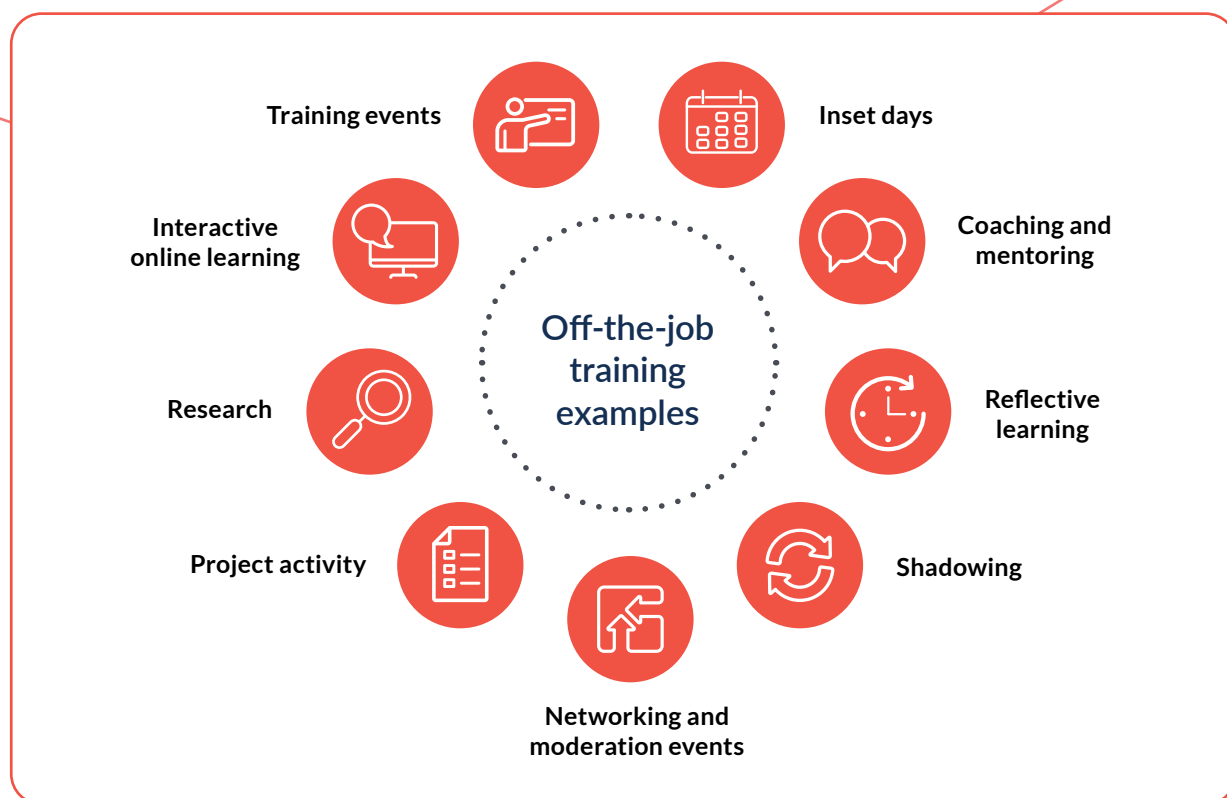 Training events
Inset days
Interactive
online learning
Coaching and
mentoring
Off-the-job
training
examples
Research
Reflective
learning
Project activity
Shadowing
Networking and
moderation events